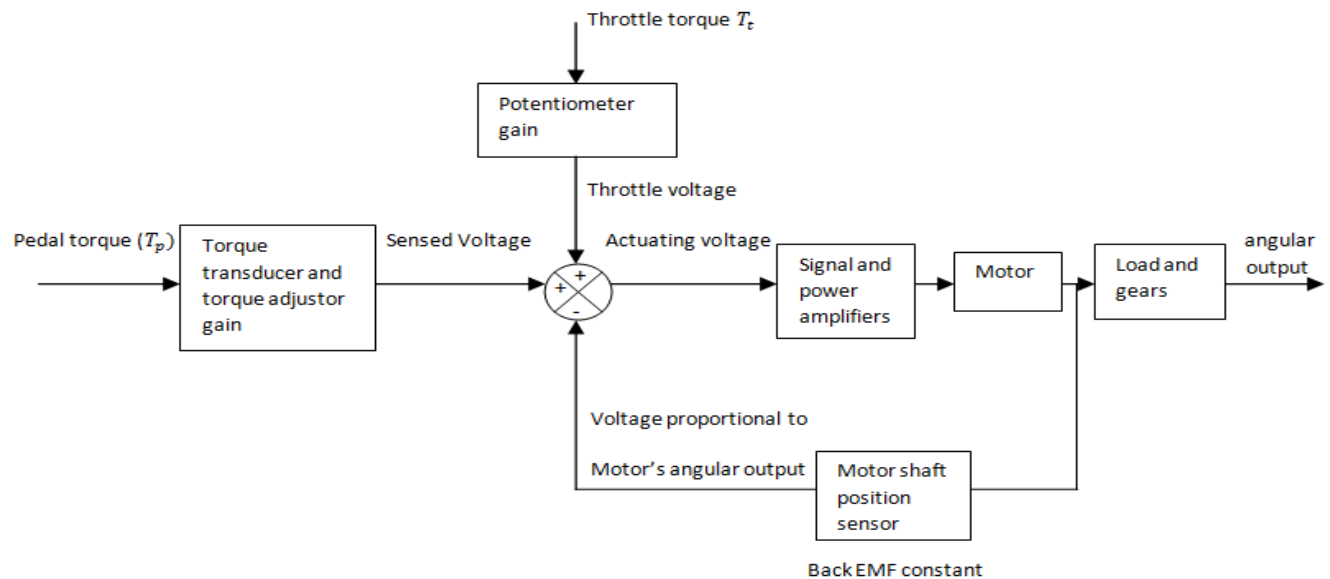 Throttle torque T_t
Potentiometer
gain
Throttle voltage
Pedal torque (T_p)
Torque
transducer and
torque adjustor
gain
Sensed Voltage
+
+
-
Actuating voltage
Signal and
power
amplifiers
Motor
Load and
gears
angular
output
Voltage proportional to
Motor's angular output
Motor shaft
position
sensor
Back EMF constant